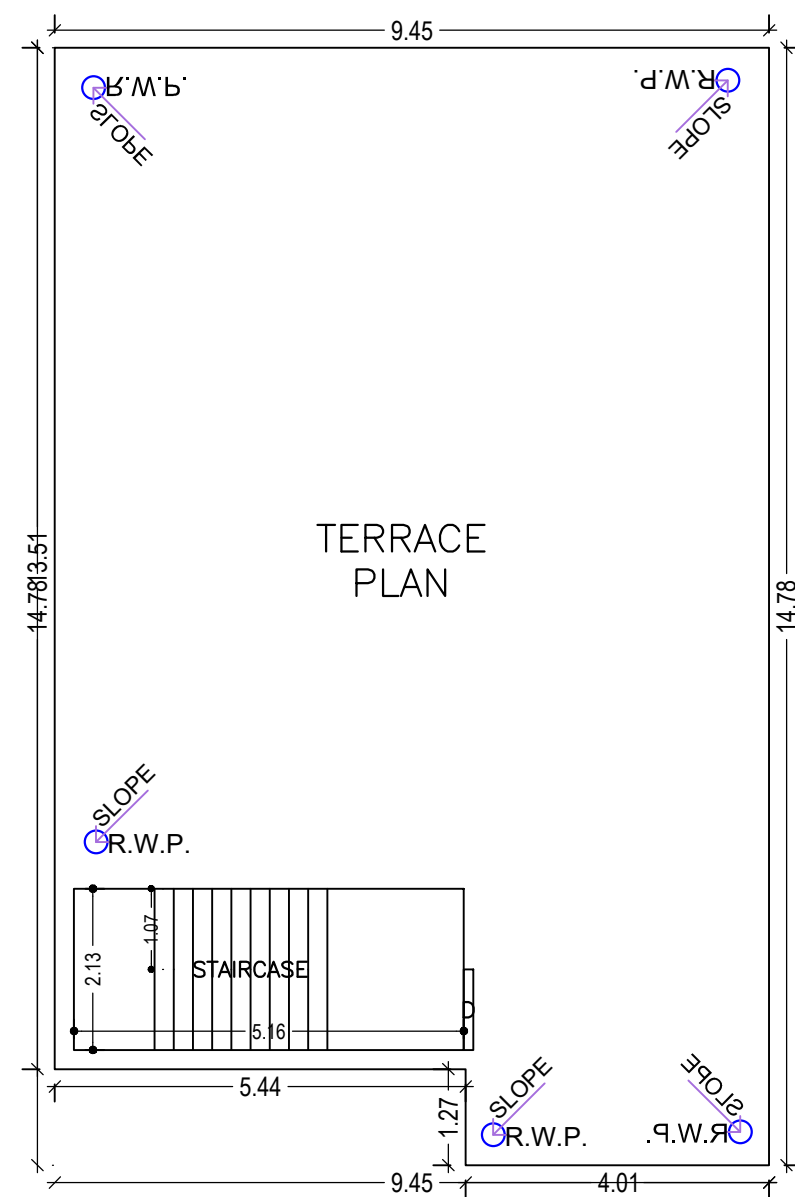 9.45
R.W.P.
R.W.P.
SLOPE
SLOPE
TERRACE
PLAN
13.51
14.78
14.78
SLOPE
R.W.P.
1.07
2.13
STAIRCASE
D
5.16
5.44
1.27
SLOPE
SLOPE
R.W.P.
R.W.P.
9.45
4.01